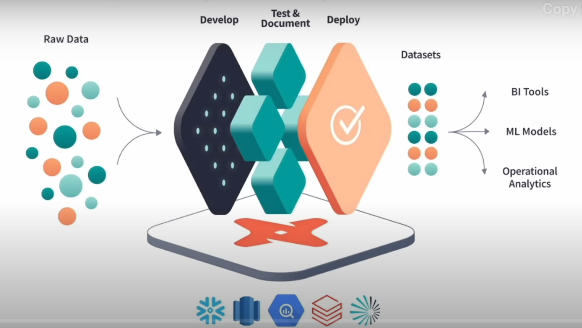 Copy
Develop
Test &
Document
Deploy
Raw Data
Datasets
BI Tools
ML Models
Operational
Analytics